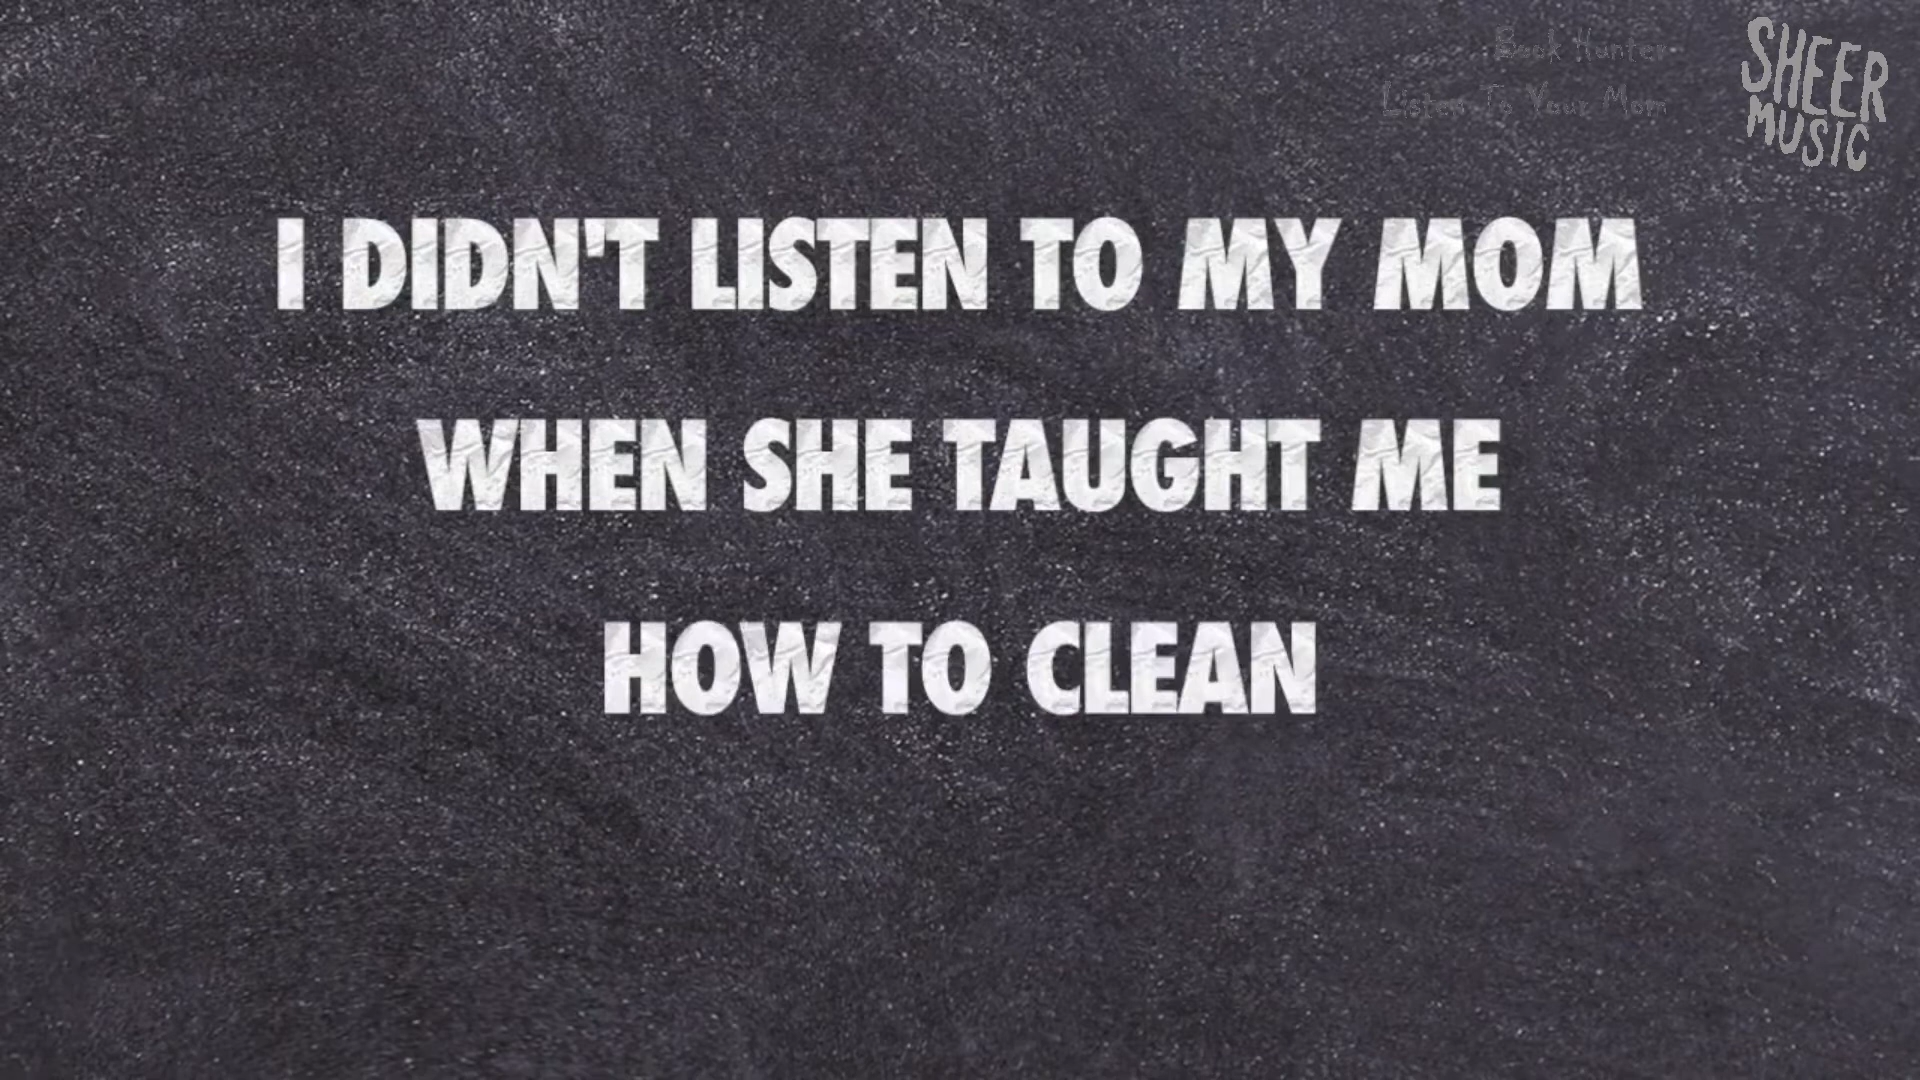 Book Hunter
Listen To Your Mom
SHEER
MUSIC
I DIDN'T LISTEN TO MY MOM
WHEN SHE TAUGHT ME
HOW TO CLEAN